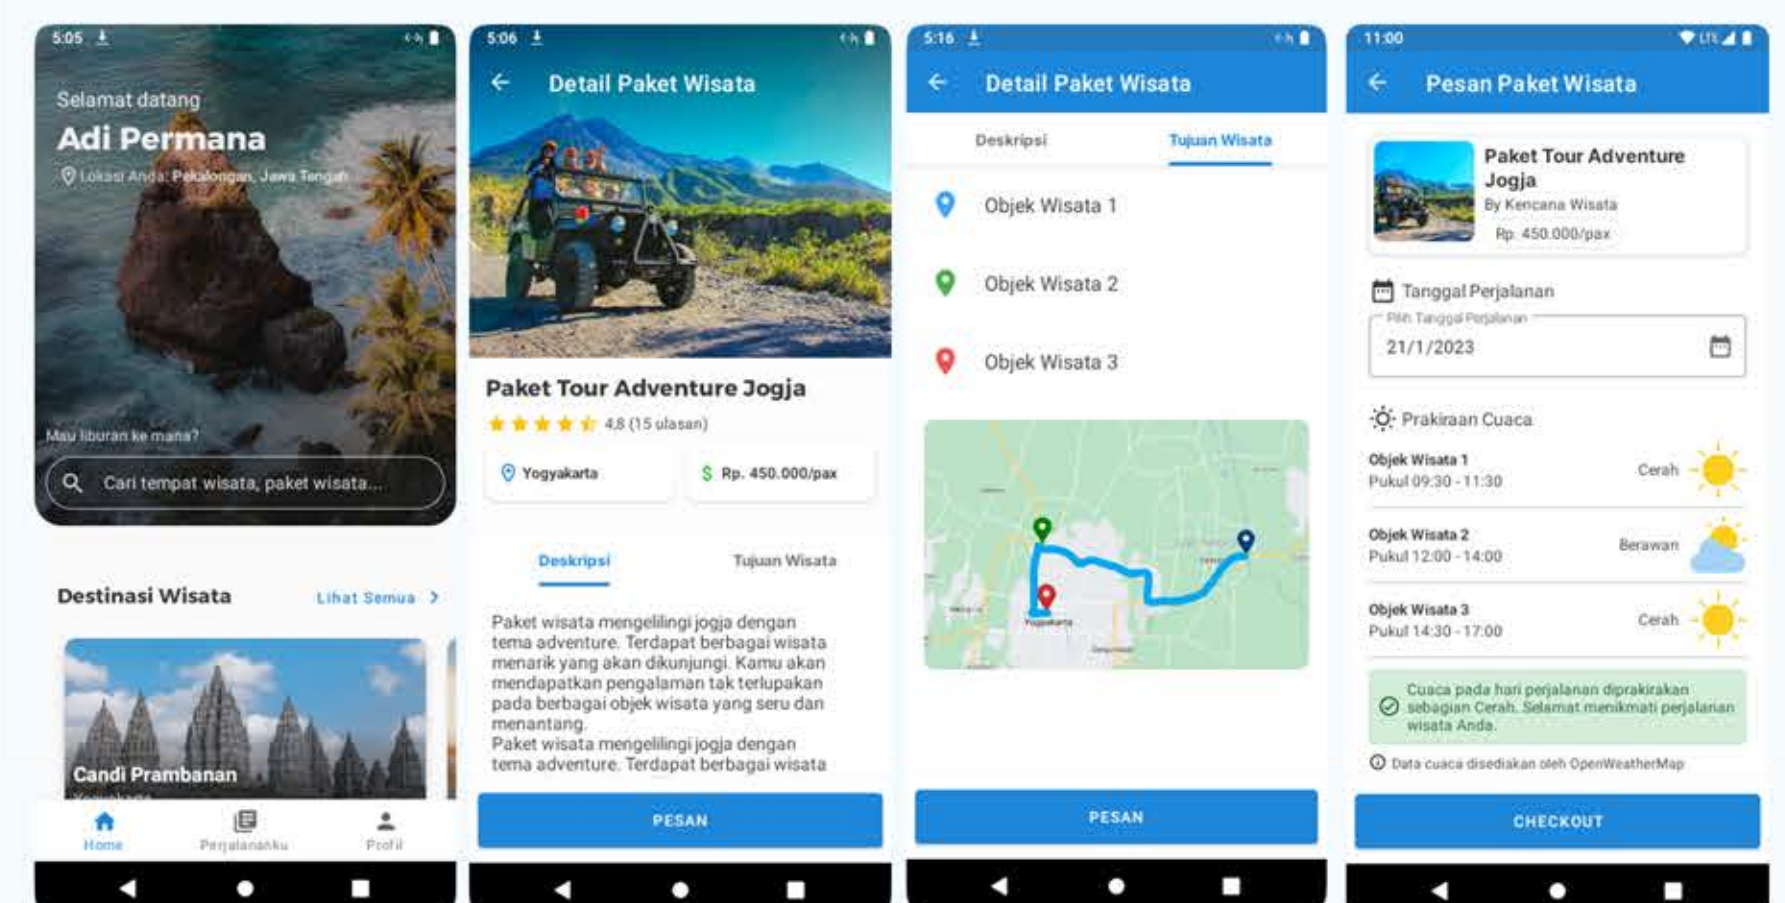 5:05
Selamat datang
Adi Permana
Lokasi Anda: Pekalongan, Jawa Tengah
Mau liburan ke mana?
Cari tempat wisata, paket wisata...
Destinasi Wisata
Lihat Semua
Candi Prambanan
Yogyakarta
Home
Perjalananku
Profil
5:06
Detail Paket Wisata
Paket Tour Adventure Jogja
4,8 (15 ulasan)
Yogyakarta
$ Rp. 450.000/pax
Deskripsi
Tujuan Wisata
Paket wisata mengelilingi jogja dengan
tema adventure. Terdapat berbagai wisata
menarik yang akan dikunjungi. Kamu akan
mendapatkan pengalaman tak terlupakan
pada berbagai objek wisata yang seru dan
menantang.
Paket wisata mengelilingi jogja dengan
tema adventure. Terdapat berbagai wisata
PESAN
5:16
Detail Paket Wisata
Deskripsi
Tujuan Wisata
Objek Wisata 1
Objek Wisata 2
Objek Wisata 3
Yogyakarta
PESAN
11:00
LTE
Pesan Paket Wisata
Paket Tour Adventure
Jogja
By Kencana Wisata
Rp. 450.000/pax
Tanggal Perjalanan
Pilih Tanggal Perjalanan
21/1/2023
Prakiraan Cuaca
Objek Wisata 1
Pukul 09:30 - 11:30
Cerah
Objek Wisata 2
Pukul 12:00 - 14:00
Berawan
Objek Wisata 3
Pukul 14:30 - 17:00
Cerah
Cuaca pada hari perjalanan diprakirakan
sebagian Cerah. Selamat menikmati perjalanan
wisata Anda.
Data cuaca disediakan oleh OpenWeatherMap
CHECKOUT